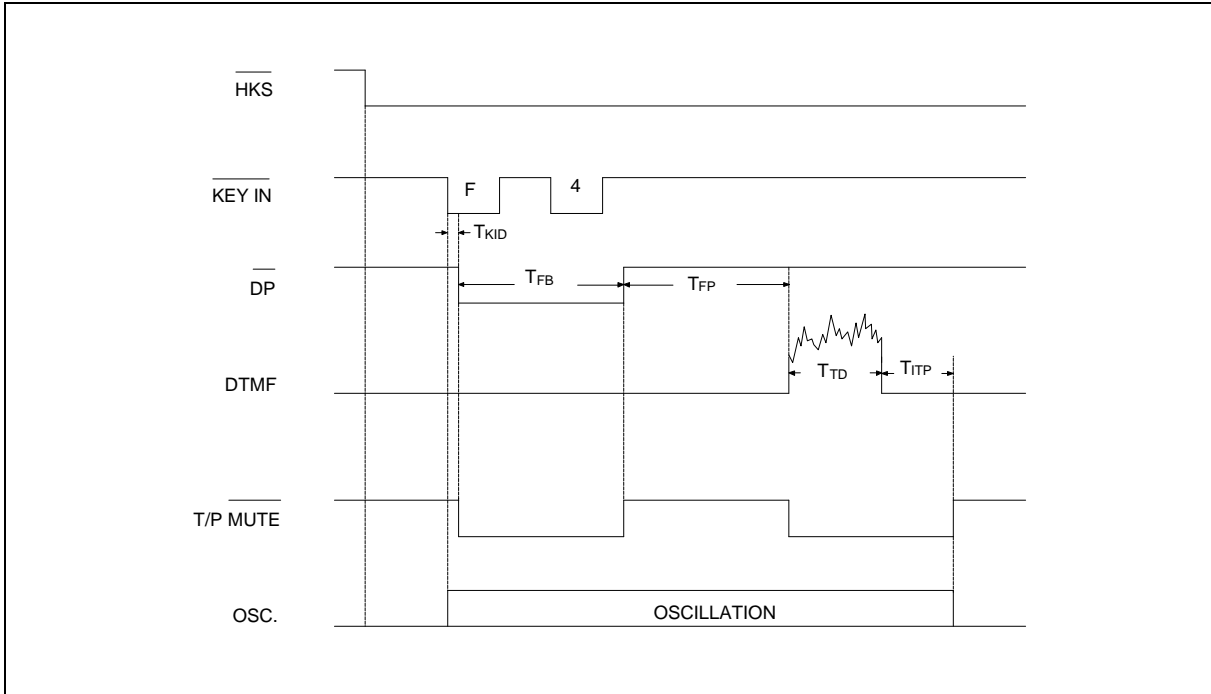 HKS
KEY IN
F
4
TKID
DP
TFB
TFP
DTMF
TTD
TITP
T/P MUTE
OSC.
OSCILLATION